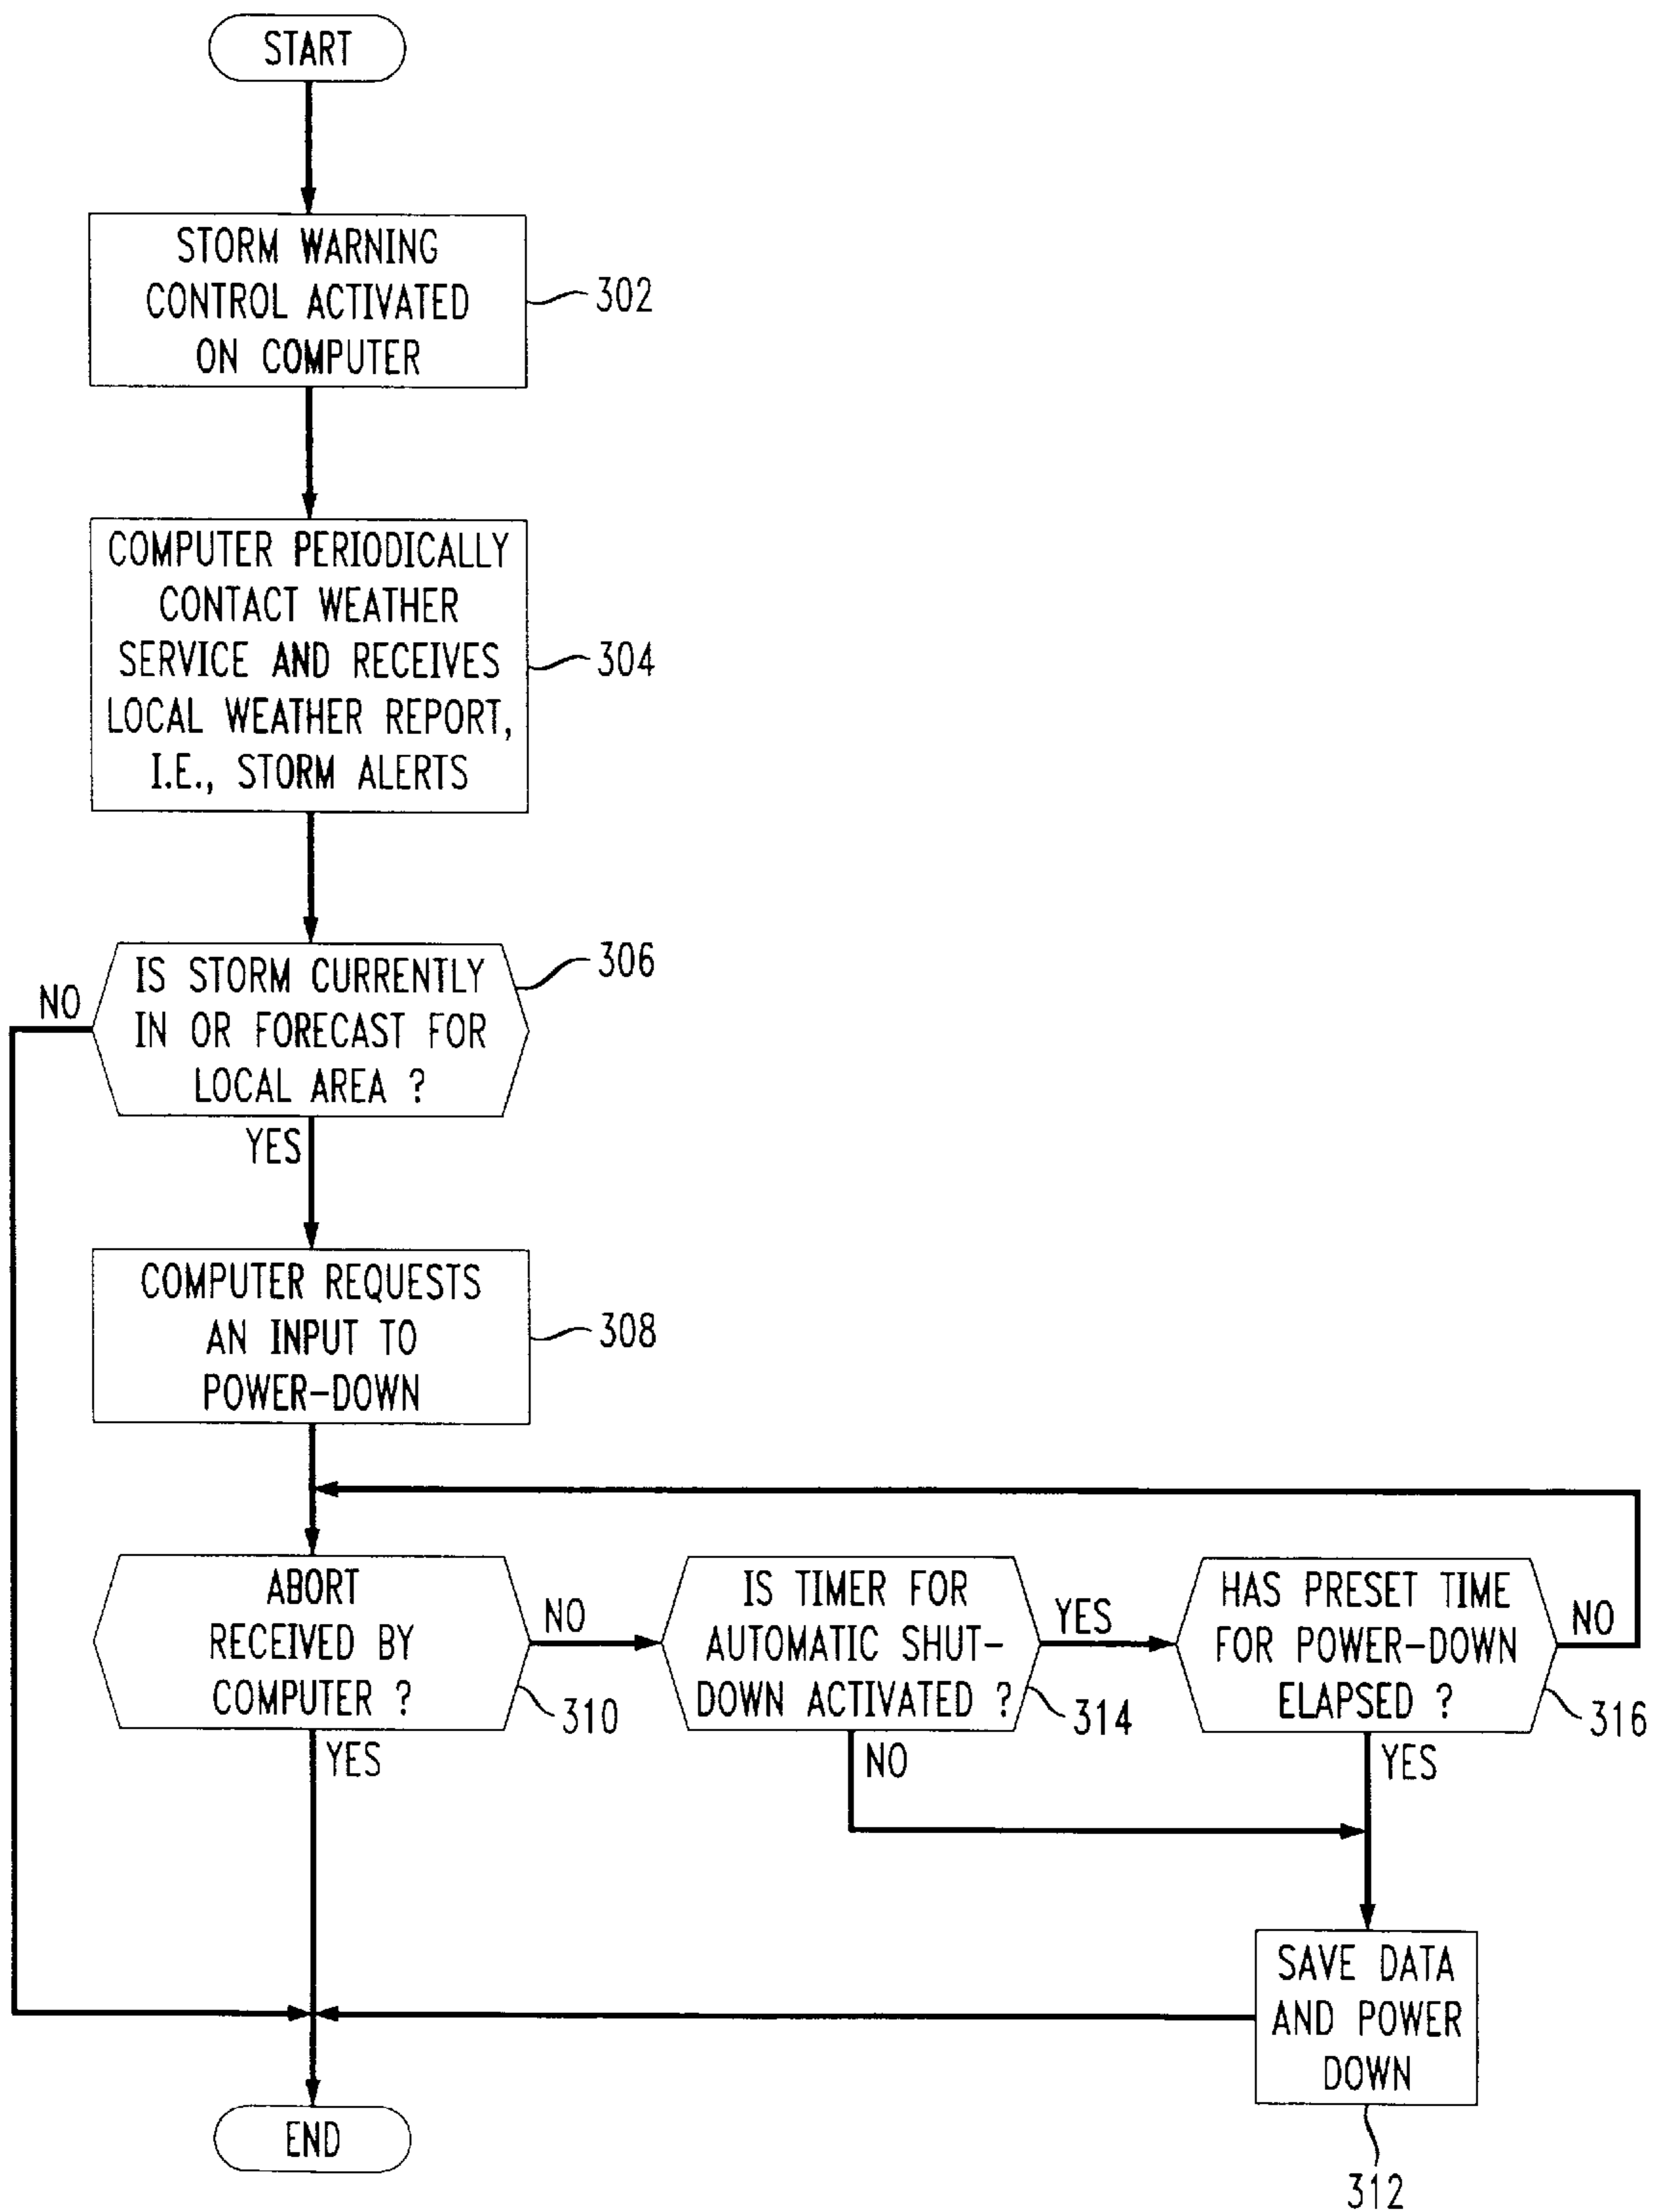 START
STORM WARNING
CONTROL ACTIVATED
ON COMPUTER
302
COMPUTER PERIODICALLY
CONTACT WEATHER
SERVICE AND RECEIVES
LOCAL WEATHER REPORT,
I.E., STORM ALERTS
304
IS STORM CURRENTLY
IN OR FORECAST FOR
LOCAL AREA ?
306
NO
YES
COMPUTER REQUESTS
AN INPUT TO
POWER-DOWN
308
ABORT
RECEIVED BY
COMPUTER ?
310
NO
YES
IS TIMER FOR
AUTOMATIC SHUT-
DOWN ACTIVATED ?
314
YES
NO
HAS PRESET TIME
FOR POWER-DOWN
ELAPSED ?
316
NO
YES
SAVE DATA
AND POWER
DOWN
312
END